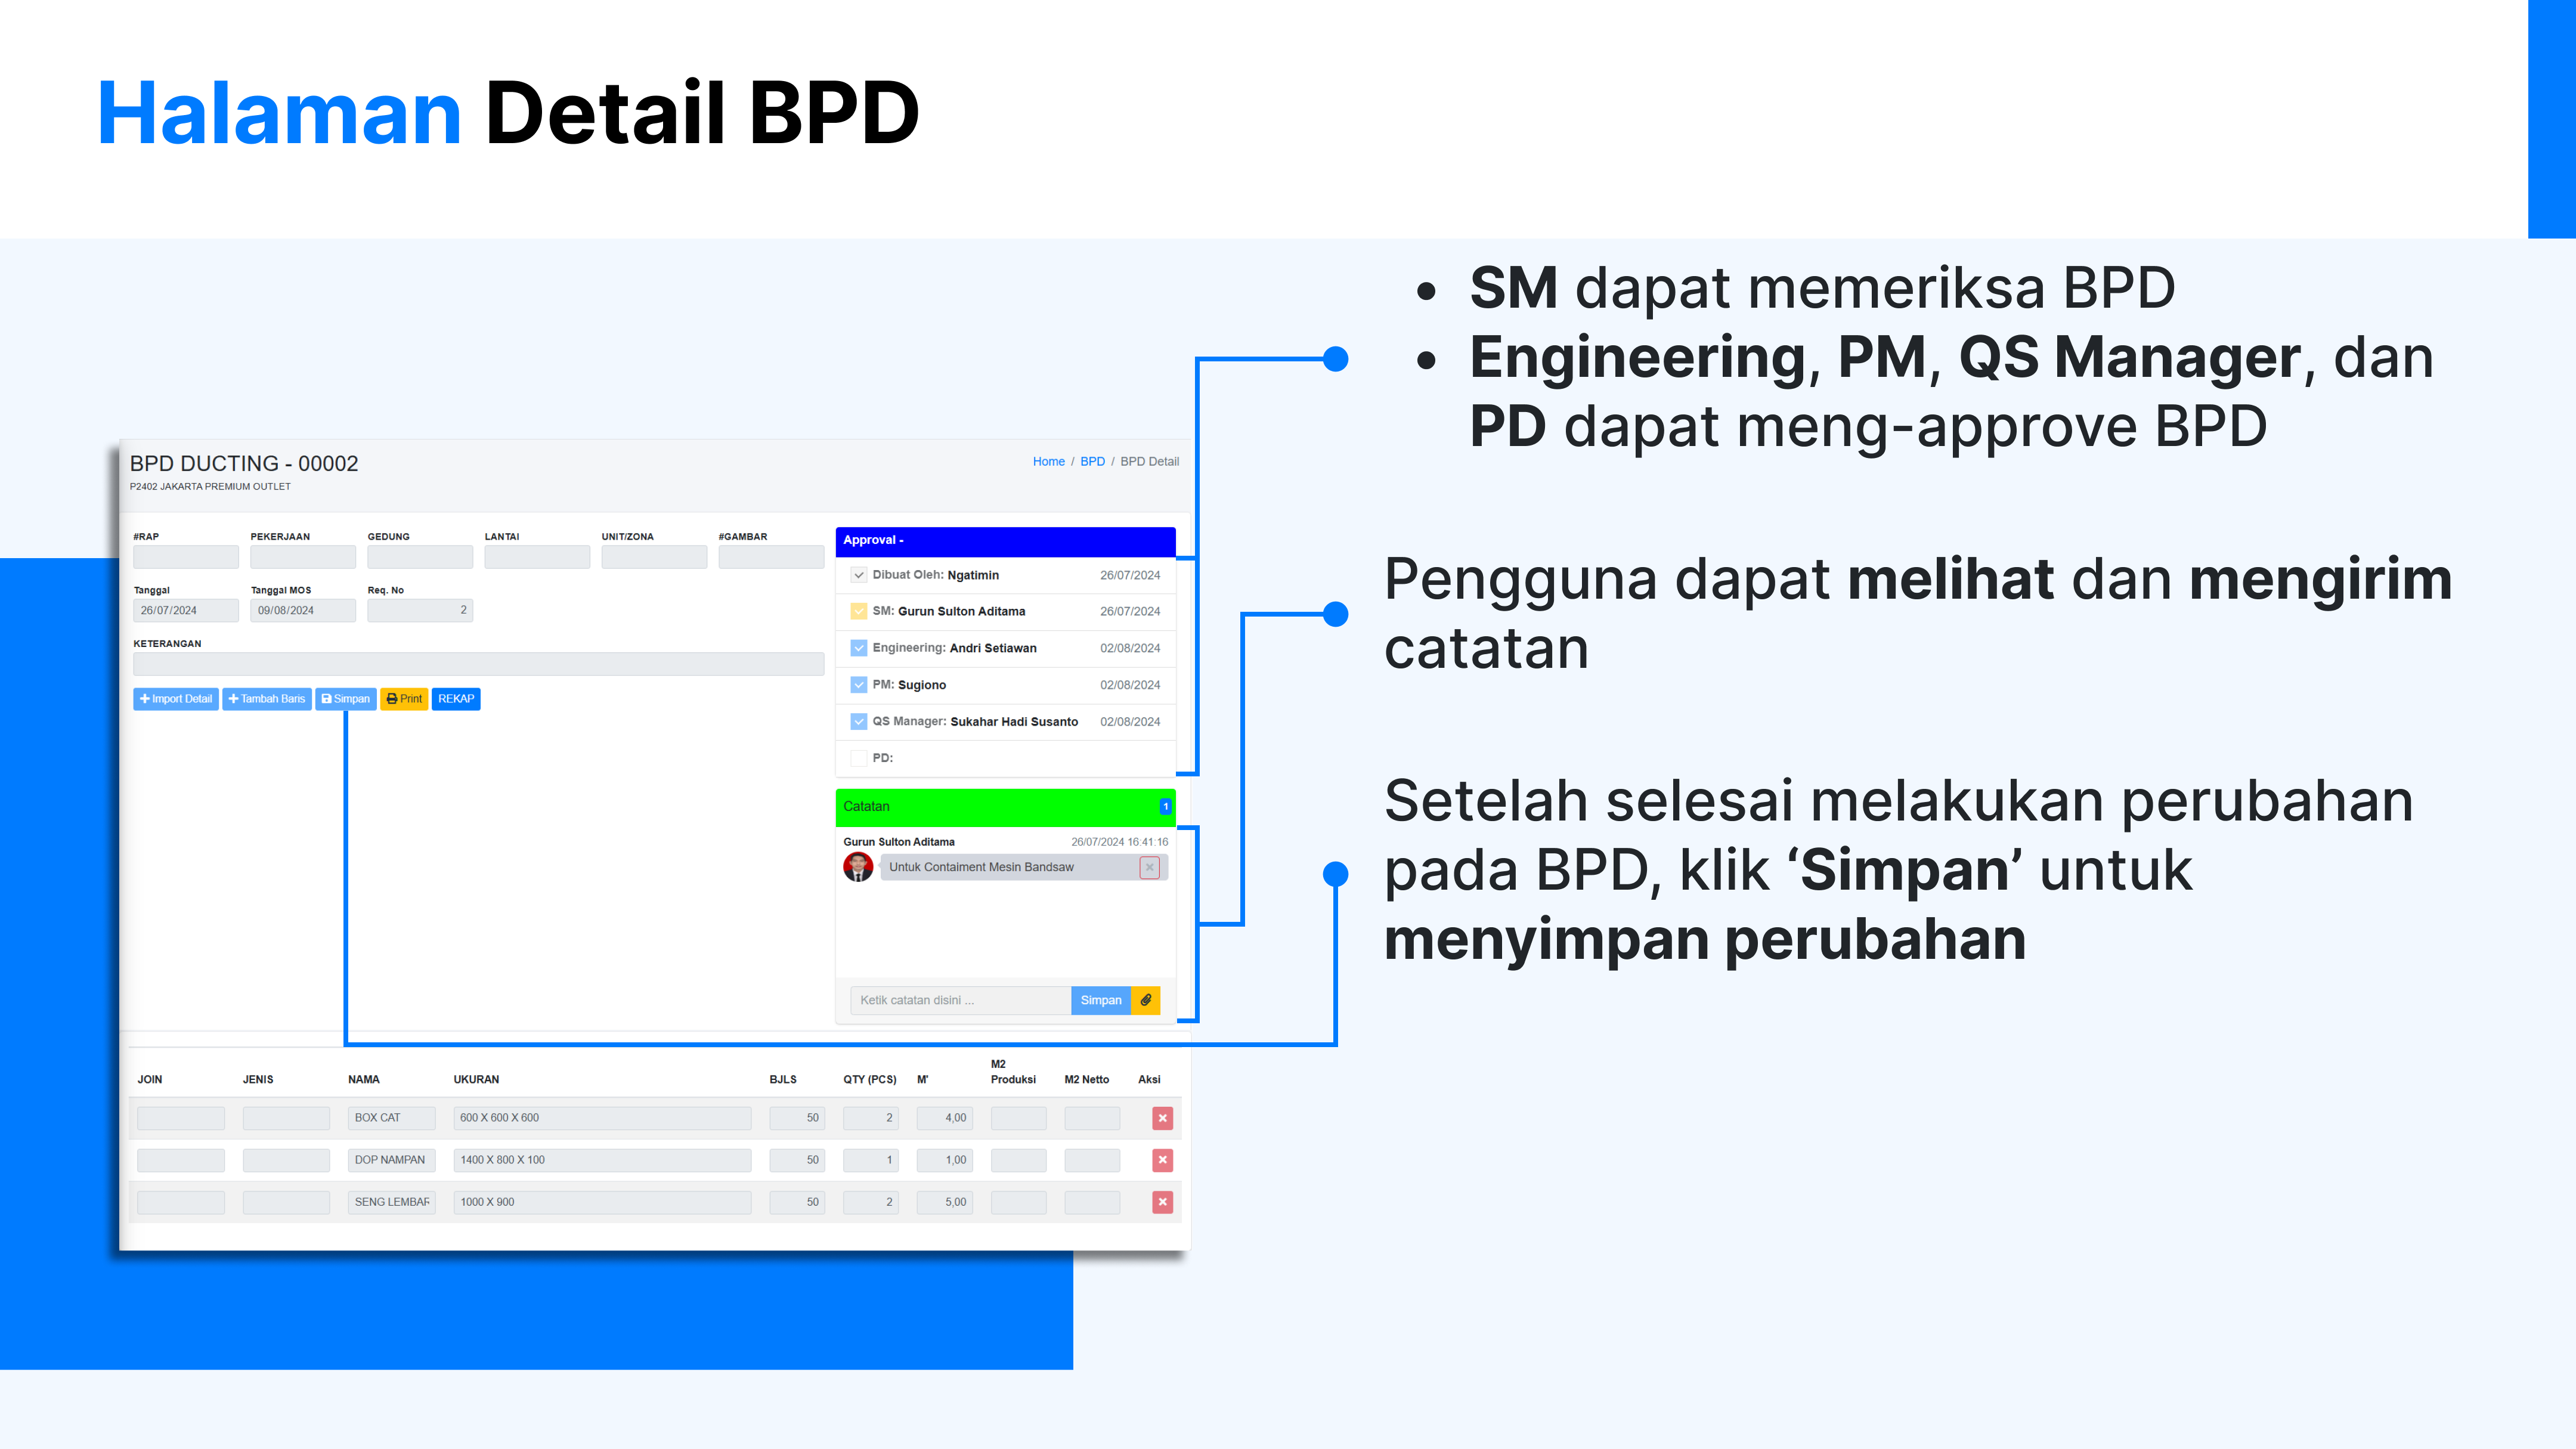 Halaman Detail BPD
SM dapat memeriksa BPD
Engineering, PM, QS Manager, dan
PD dapat meng-approve BPD
Pengguna dapat melihat dan mengirim
catatan
Setelah selesai melakukan perubahan
pada BPD, klik ‘Simpan’ untuk
menyimpan perubahan
BPD DUCTING - 00002
Home / BPD / BPD Detail
P2402 JAKARTA PREMIUM OUTLET
#RAP PEKERJAAN GEDUNG LANTAI UNIT/ZONA #GAMBAR
Tanggal Tanggal MOS Req. No
26/07/2024 09/08/2024 2
KETERANGAN
Import Detail Tambah Baris Simpan Print REKAP
Approval -
Dibuat Oleh: Ngatimin 26/07/2024
SM: Gurun Sulton Aditama 26/07/2024
Engineering: Andri Setiawan 02/08/2024
PM: Sugiono 02/08/2024
QS Manager: Sukahar Hadi Susanto 02/08/2024
PD:
Catatan 1
Gurun Sulton Aditama 26/07/2024 16:41:16
Untuk Contaiment Mesin Bandsaw
Ketik catatan disini ... Simpan
JOIN JENIS NAMA UKURAN BJLS QTY (PCS) M' M2 Produksi M2 Netto Aksi
BOX CAT 600 X 600 X 600 50 2 4,00
DOP NAMPAN 1400 X 800 X 100 50 1 1,00
SENG LEMBAR 1000 X 900 50 2 5,00